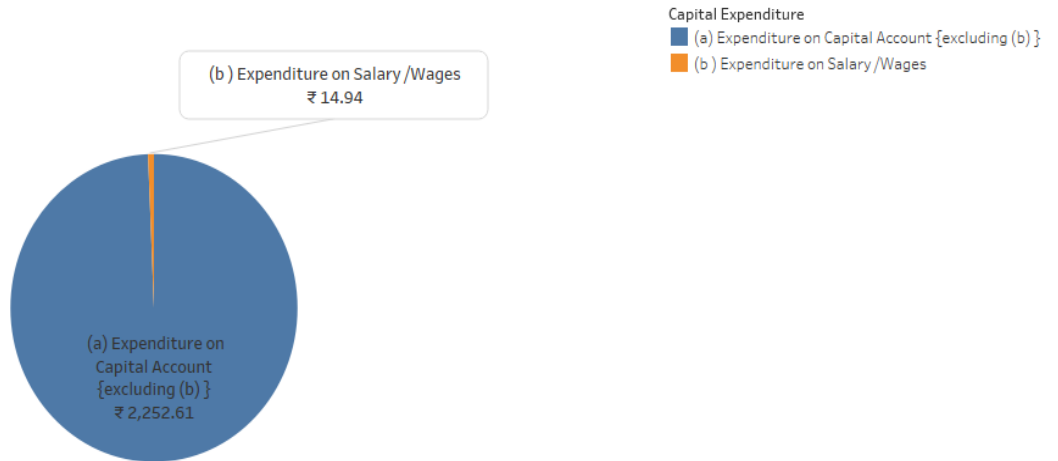 Capital Expenditure
(a) Expenditure on Capital Account {excluding (b) }
(b ) Expenditure on Salary /Wages
(b ) Expenditure on Salary /Wages
₹ 14.94
(a) Expenditure on
Capital Account
{excluding (b) }
₹ 2,252.61